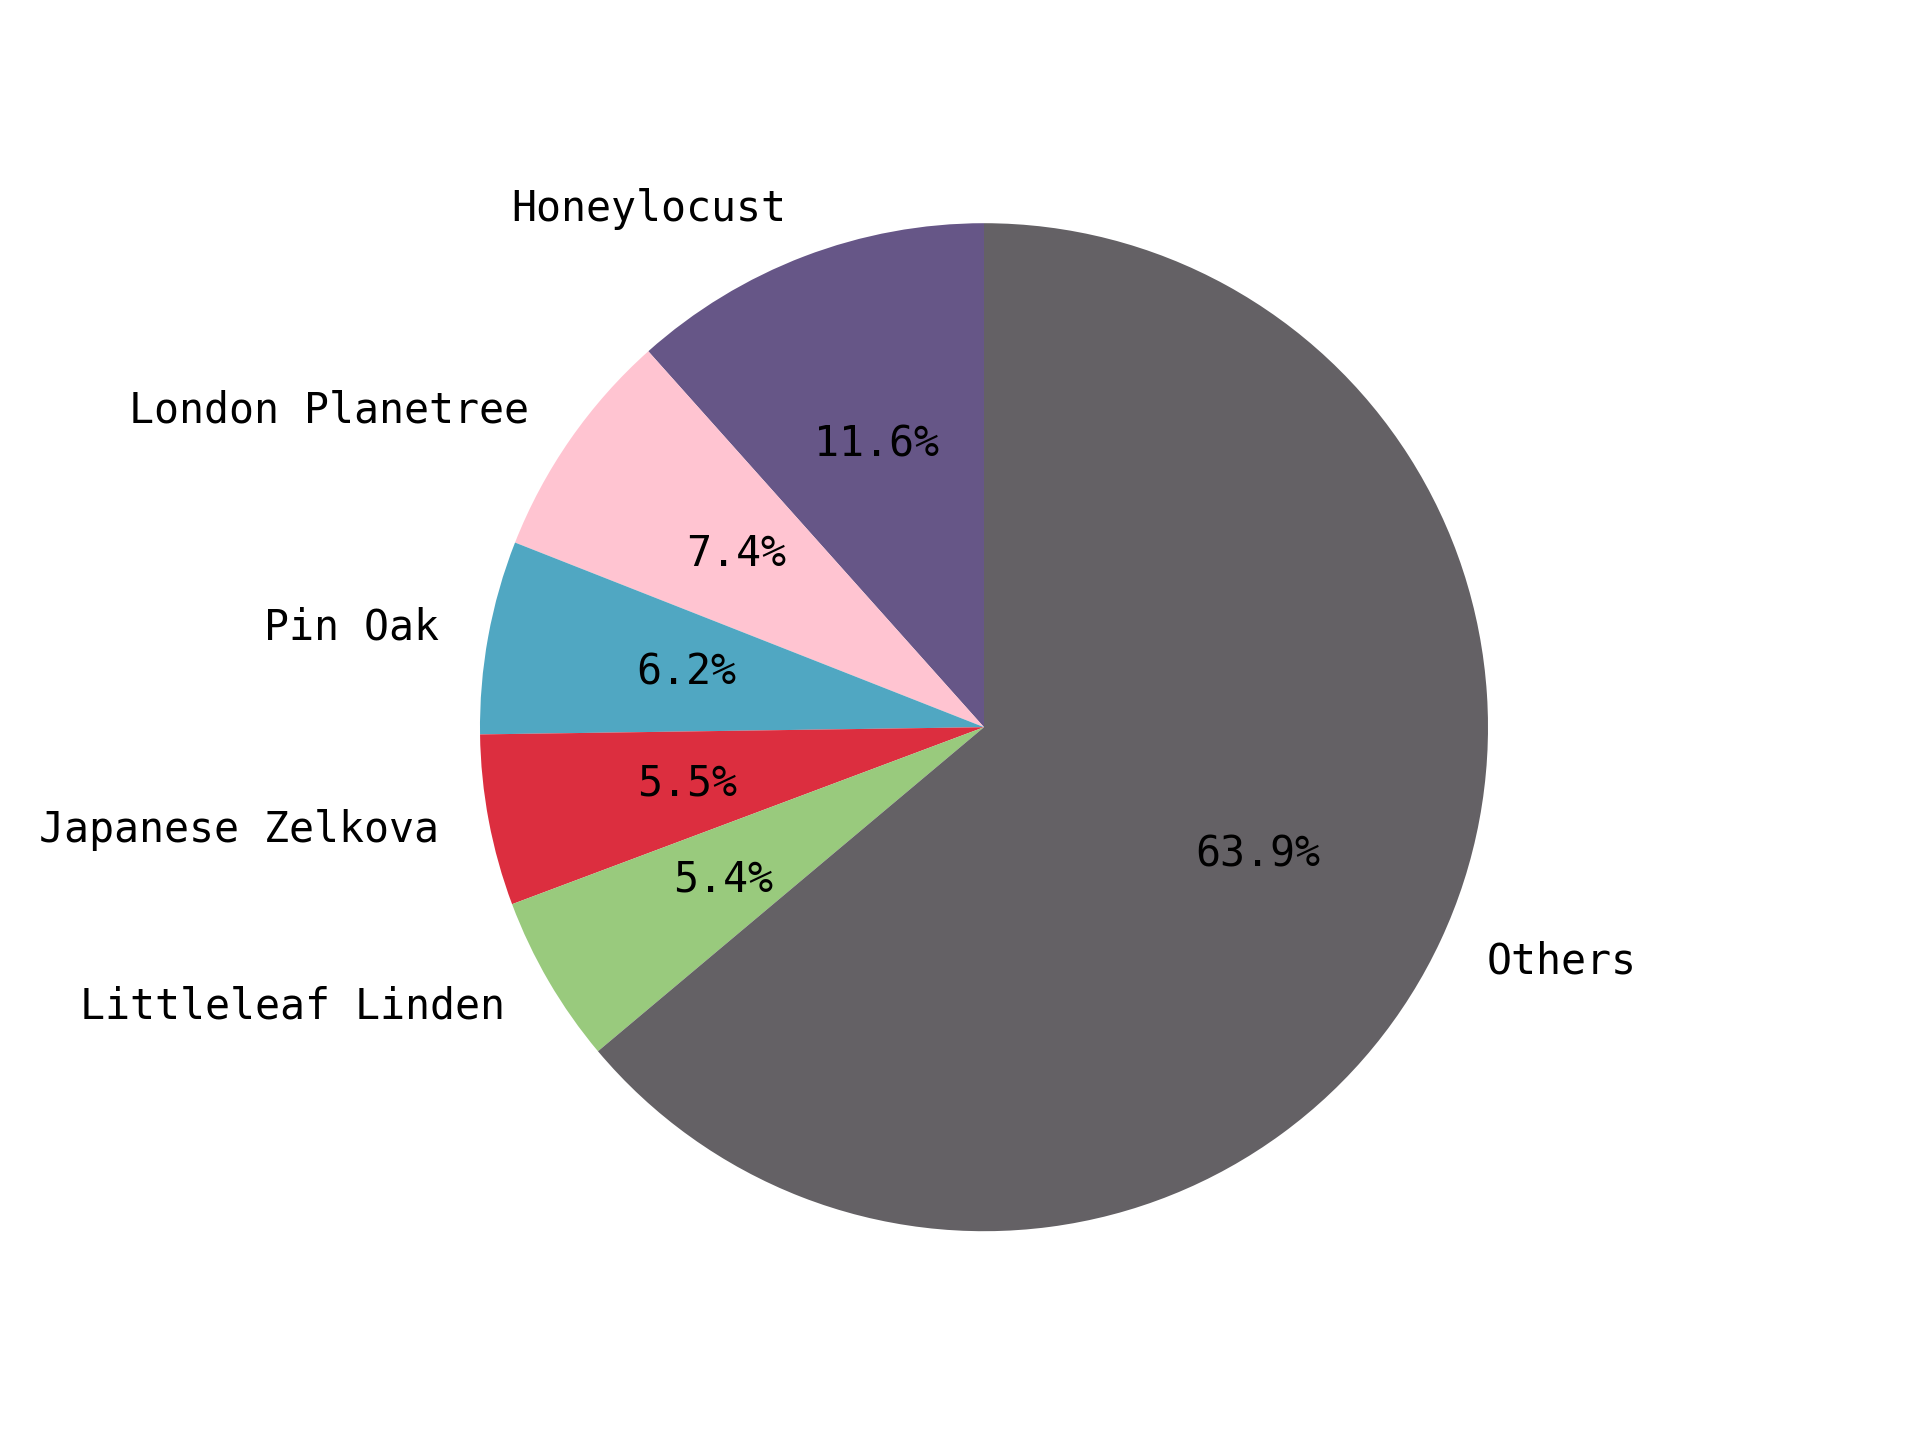 Honeylocust
London Planetree
11.6%
7.4%
Pin Oak
6.2%
5.5%
Japanese Zelkova
63.9%
5.4%
Others
Littleleaf Linden